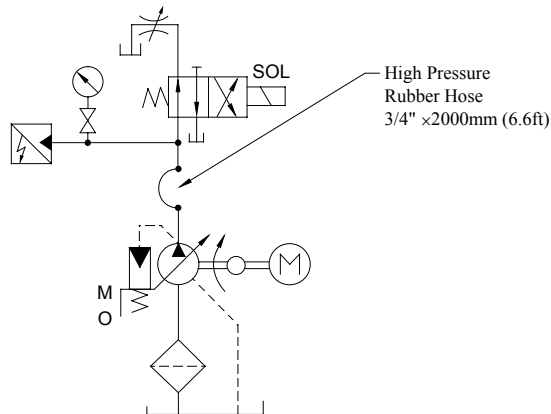 SOL
High Pressure
Rubber Hose
3/4" ×2000mm (6.6ft)
M
O
M